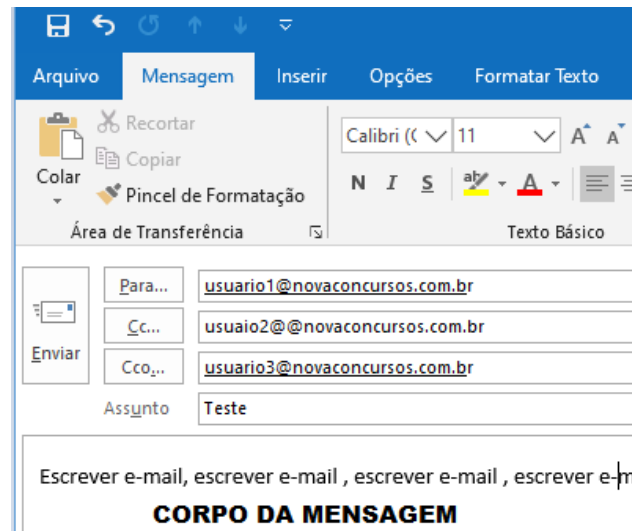 Arquivo Mensagem Inserir Opções Formatar Texto
Colar
Recortar
Copiar
Pincel de Formatação
Área de Transferência
Calibri (( 11 A A
N I S ab A
Texto Básico
Enviar
Para... usuario1@novaconcursos.com.br
Cc... usuaio2@@novaconcursos.com.br
Cco... usuario3@novaconcursos.com.br
Assunto Teste
Escrever e-mail, escrever e-mail , escrever e-mail , escrever e-m
CORPO DA MENSAGEM